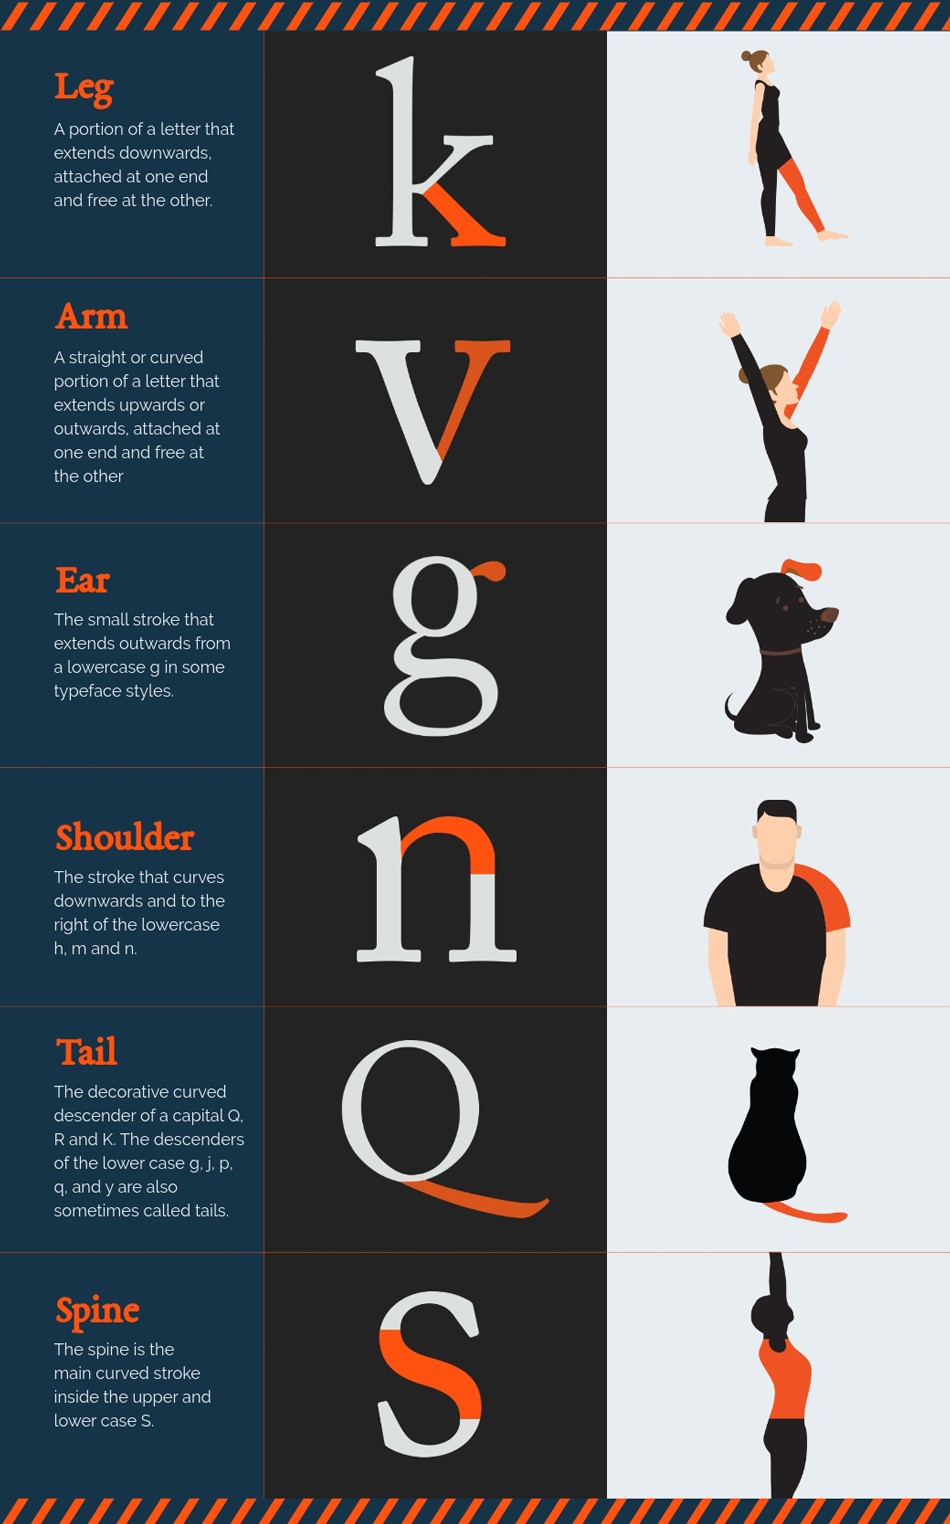 Leg
A portion of a letter that
extends downwards,
attached at one end
and free at the other.
k
Arm
A straight or curved
portion of a letter that
extends upwards or
outwards, attached at
one end and free at
the other
v
Ear
The small stroke that
extends outwards from
a lowercase g in some
typeface styles.
g
Shoulder
The stroke that curves
downwards and to the
right of the lowercase
h, m and n.
n
Tail
The decorative curved
descender of a capital Q,
R and K. The descenders
of the lower case g, j, p,
q, and y are also
sometimes called tails.
Q
Spine
The spine is the
main curved stroke
inside the upper and
lower case S.
S